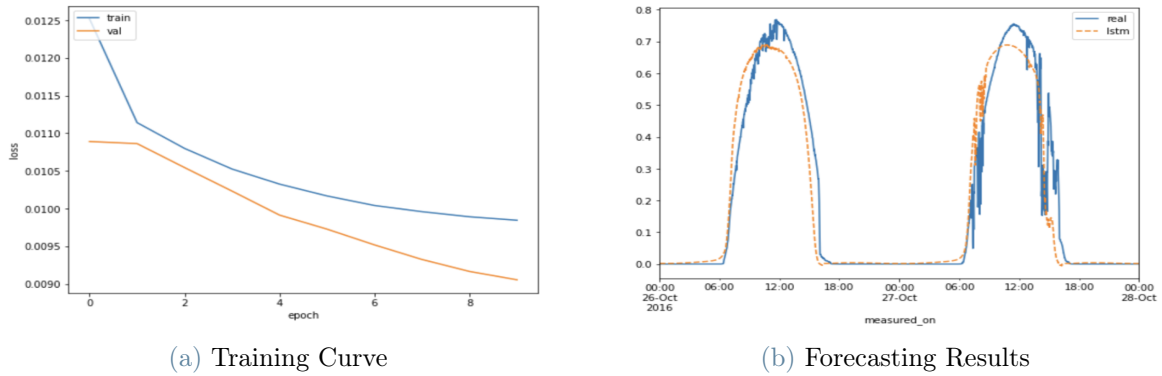 train
val
0.0125
0.0120
0.0115
0.0110
0.0105
0.0100
0.0095
0.0090
loss
0 2 4 6 8
epoch
(a) Training Curve
real
lstm
0.8
0.7
0.6
0.5
0.4
0.3
0.2
0.1
0.0
00:00 06:00 12:00 18:00 00:00 06:00 12:00 18:00 00:00
26-Oct 27-Oct 28-Oct
2016
measured_on
(b) Forecasting Results